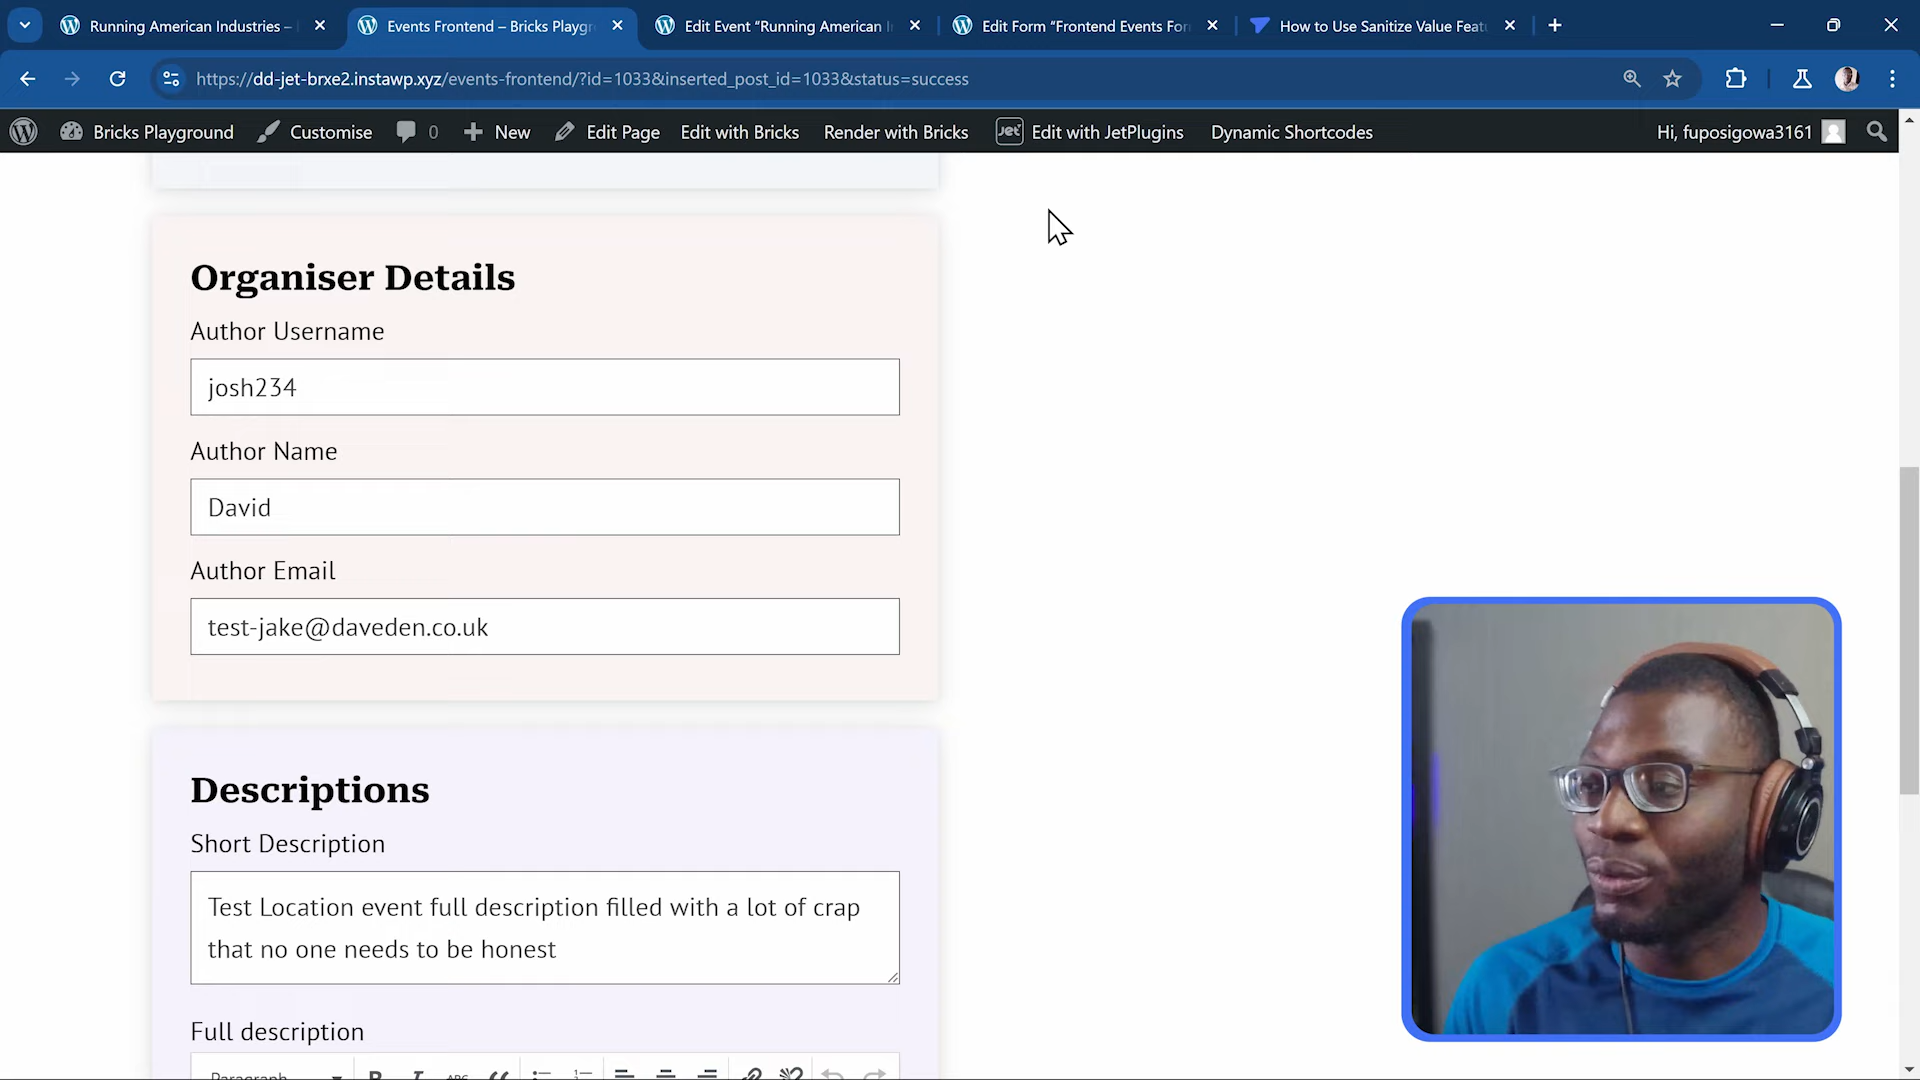 Running American Industries –
Events Frontend – Bricks Playgr
Edit Event “Running American I
Edit Form “Frontend Events For
How to Use Sanitize Value Featu
https://dd-jet-brxe2.instawp.xyz/events-frontend/?id=1033&inserted_post_id=1033&status=success
Bricks Playground
Customise
0
New
Edit Page
Edit with Bricks
Render with Bricks
Jet
Edit with JetPlugins
Dynamic Shortcodes
Hi, fuposigowa3161
Organiser Details
Author Username
josh234
Author Name
David
Author Email
test-jake@daveden.co.uk
Descriptions
Short Description
Test Location event full description filled with a lot of crap
that no one needs to be honest
Full description
Paragraph